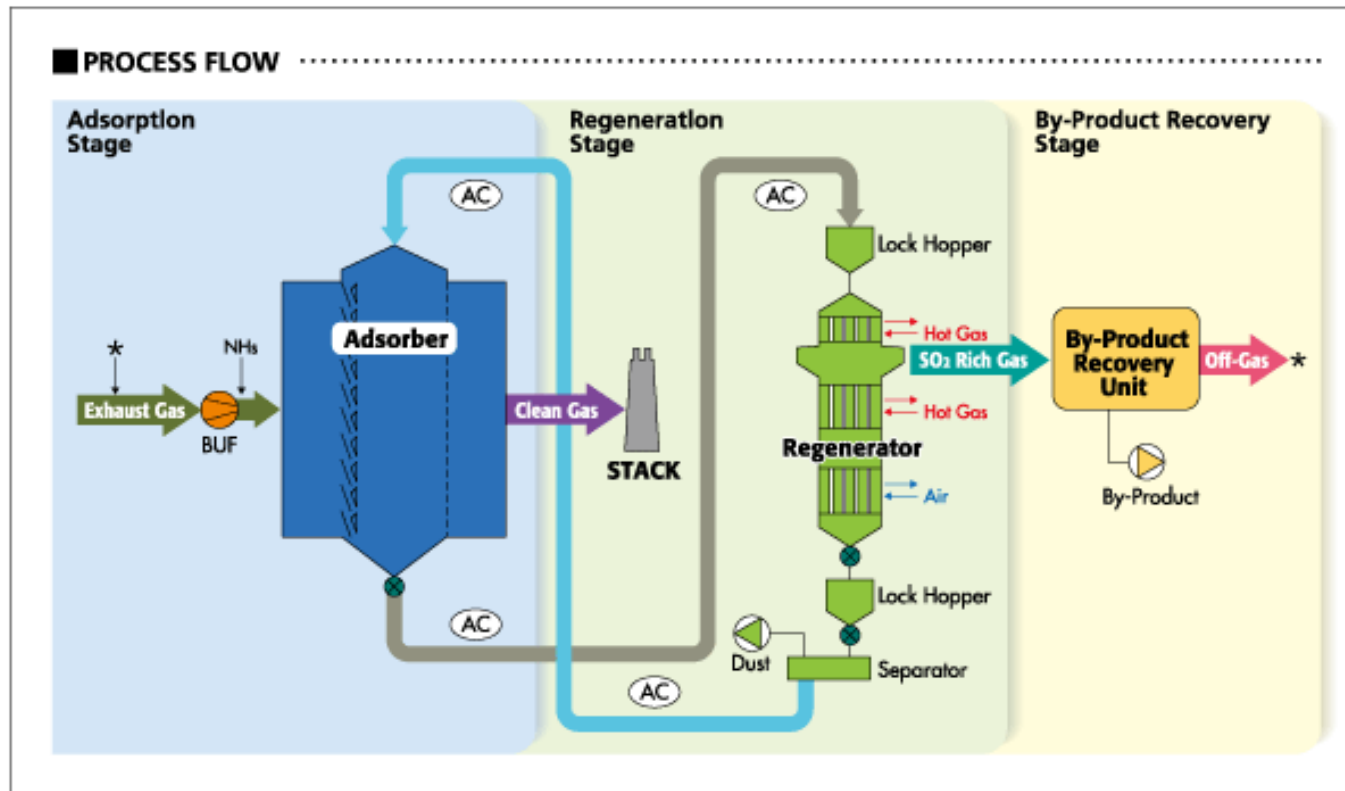 PROCESS FLOW
Adsorption
Stage
Regeneration
Stage
By-Product Recovery
Stage
AC
AC
Lock Hopper
Adsorber
*
NHs
Exhaust Gas
BUF
Clean Gas
STACK
Hot Gas
SO₂ Rich Gas
Hot Gas
Regenerator
Air
By-Product
Recovery
Unit
Off-Gas
*
By-Product
Lock Hopper
AC
Dust
Separator
AC